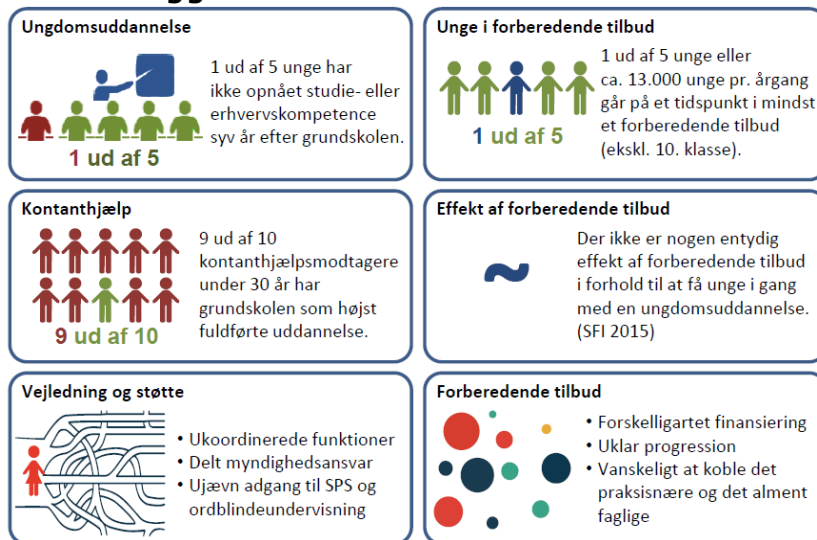 Ungdomsuddannelse
1 ud af 5 unge har
ikke opnået studie- eller
erhvervskompetence
syv år efter grundskolen.
1 ud af 5
Unge i forberedende tilbud
1 ud af 5 unge eller
ca. 13.000 unge pr. årgang
går på et tidspunkt i mindst
et forberedende tilbud
(ekskl. 10. klasse).
1 ud af 5
Kontanthjælp
9 ud af 10
kontanthjælpsmodtagere
under 30 år har
grundskolen som højst
fuldførte uddannelse.
9 ud af 10
Effekt af forberedende tilbud
~
Der ikke er nogen entydig
effekt af forberedende tilbud
i forhold til at få unge i gang
med en ungdomsuddannelse.
(SFI 2015)
Vejledning og støtte
• Ukoordinerede funktioner
• Delt myndighedsansvar
• Ujævn adgang til SPS og
ordblindeundervisning
Forberedende tilbud
• Forskelligartet finansiering
• Uklar progression
• Vanskeligt at koble det
praksisnære og det alment
faglige